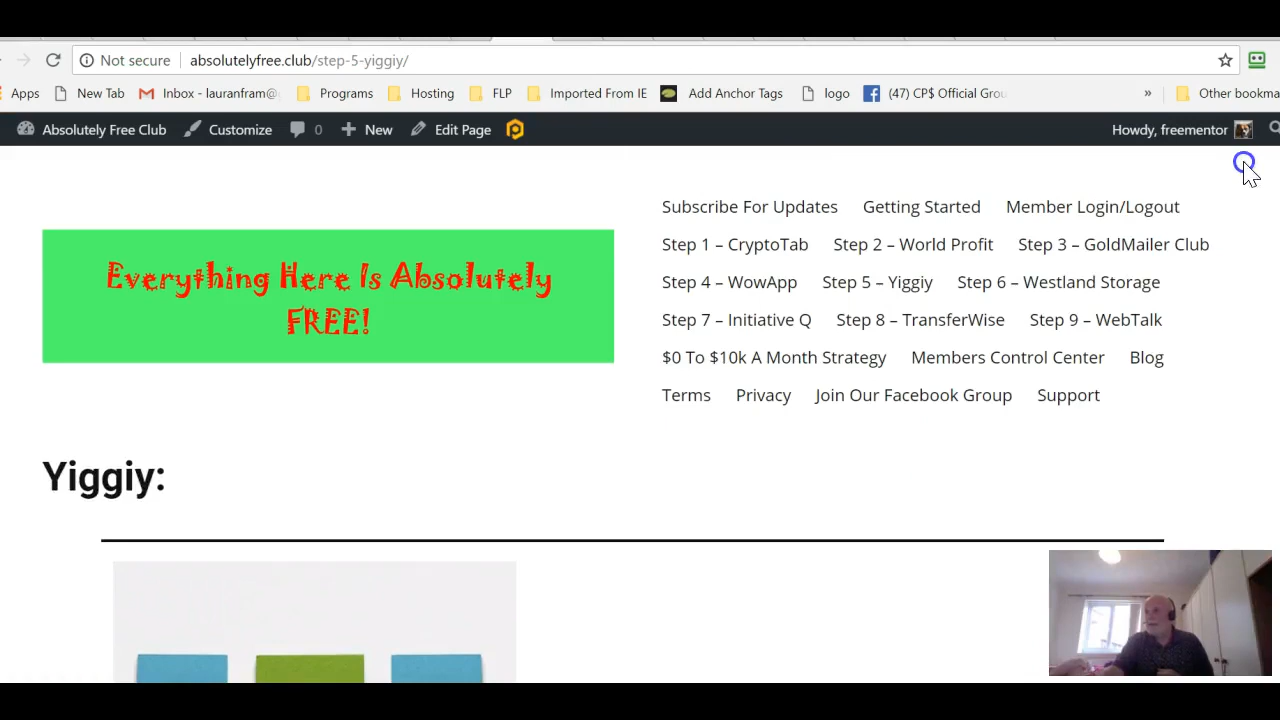 Not secure absolutelyfree.club/step-5-yiggiy/
Apps New Tab Inbox - lauranfram@ Programs Hosting FLP Imported From IE Add Anchor Tags logo (47) CP$ Official Grou » Other bookma
Absolutely Free Club Customize 0 New Edit Page Howdy, freementor
Subscribe For Updates Getting Started Member Login/Logout
Everything Here Is Absolutely
FREE!
Step 1 – CryptoTab Step 2 – World Profit Step 3 – GoldMailer Club
Step 4 – WowApp Step 5 – Yiggiy Step 6 – Westland Storage
Step 7 – Initiative Q Step 8 – TransferWise Step 9 – WebTalk
$0 To $10k A Month Strategy Members Control Center Blog
Terms Privacy Join Our Facebook Group Support
Yiggiy: